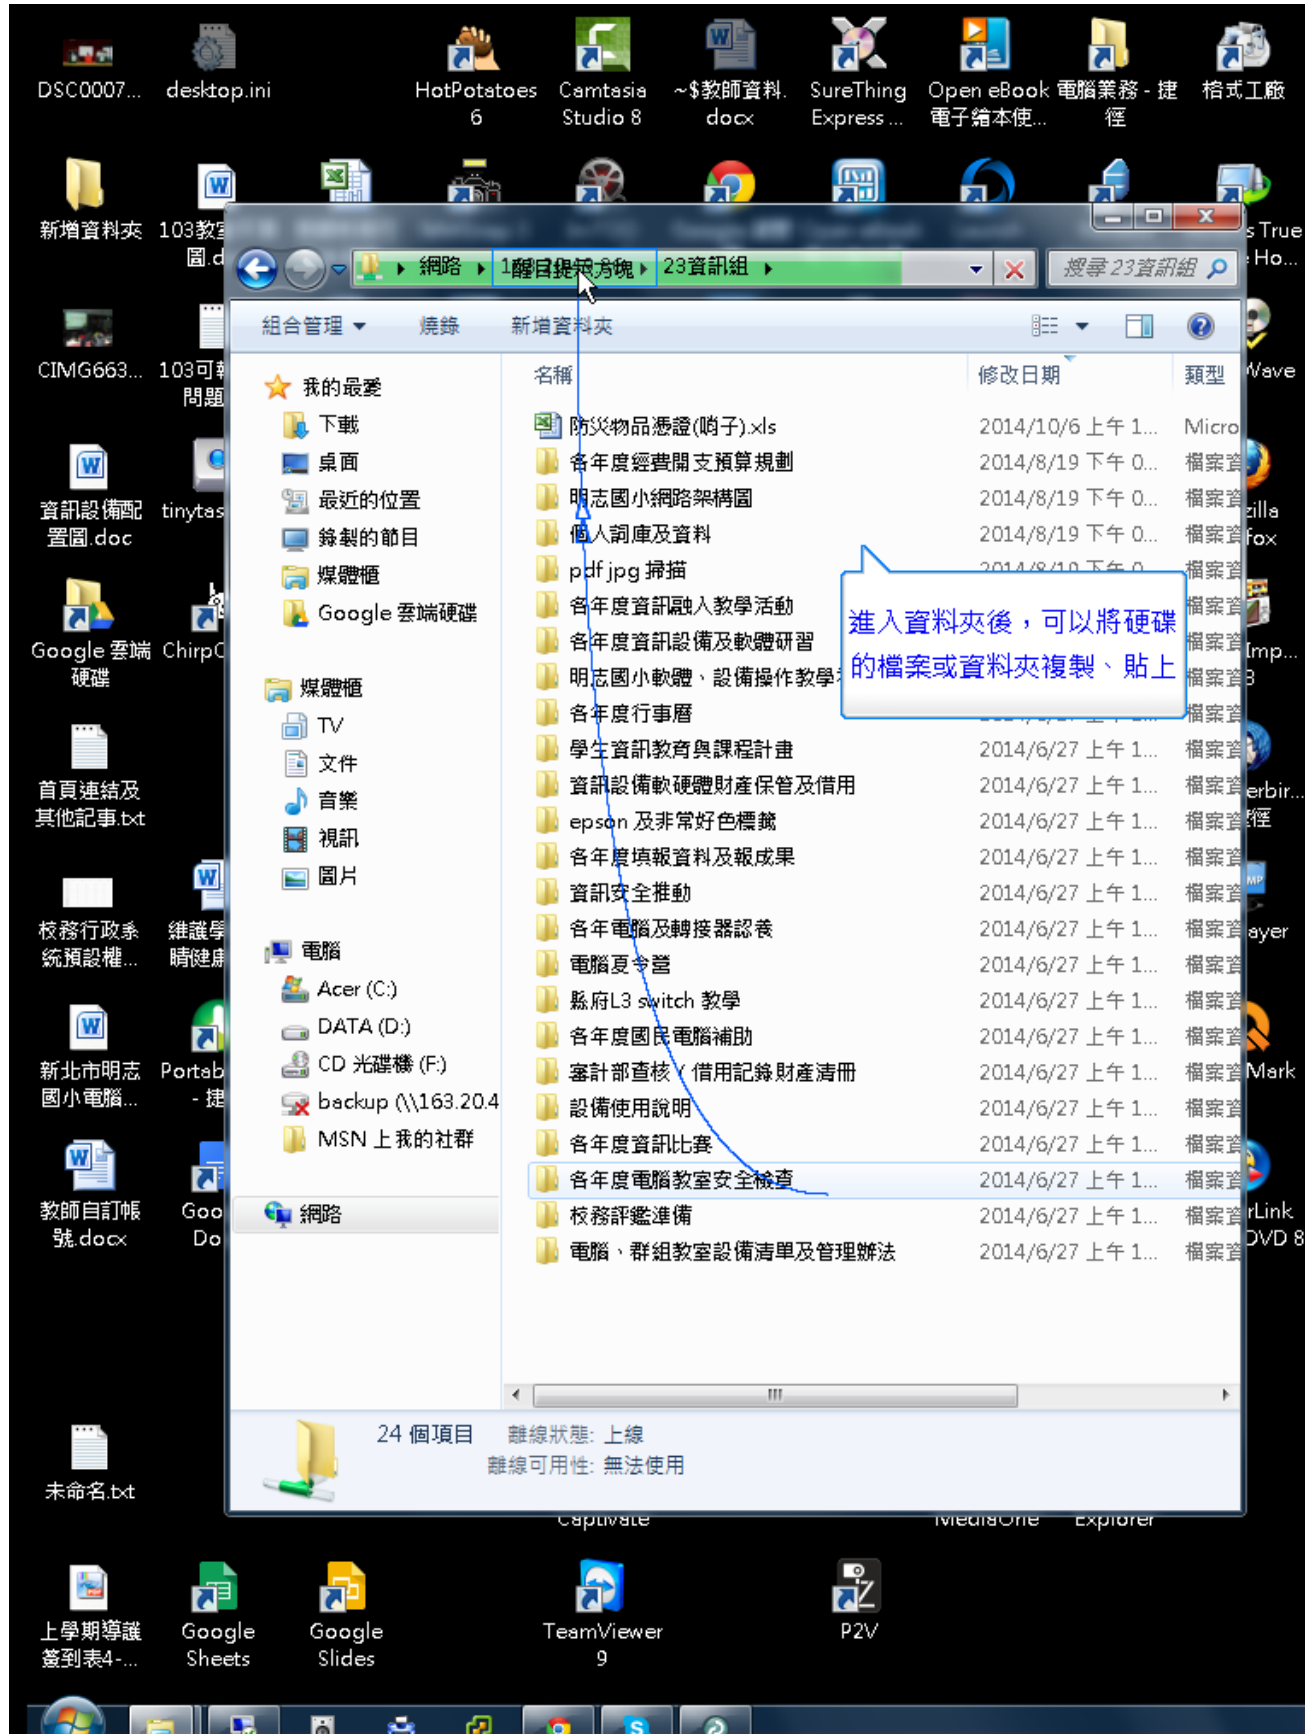 DSC0007...
desktop.ini
HotPotatoes
6
Camtasia
Studio 8
~$教師資料.
docx
SureThing
Express ...
Open eBook
電子繪本使...
電腦業務 - 捷
徑
格式工廠
新增資料夾
CIMG663...
資訊設備配
置圖.doc
Google 雲端
硬碟
首頁連結及
其他記事.txt
校務行政系
統預設權...
新北市明志
國小電腦...
教師自訂帳
號.docx
未命名.txt
上學期導護
簽到表4-...
Google
Sheets
Google
Slides
TeamViewer
9
P2V
網路
醒目提示方塊
23資訊組
搜尋 23資訊組
組合管理
燒錄
新增資料夾
我的最愛
下載
桌面
最近的位置
錄製的節目
媒體櫃
Google 雲端硬碟
媒體櫃
TV
文件
音樂
視訊
圖片
電腦
Acer (C:)
DATA (D:)
CD 光碟機 (F:)
backup (\\163.20.4
MSN 上我的社群
網路
名稱 修改日期 類型
防災物品憑證(哨子).xls 2014/10/6 上午 1... Micro
各年度經費開支預算規劃 2014/8/19 下午 0...
明志國小網路架構圖 2014/8/19 下午 0...
個人詞庫及資料 2014/8/19 下午 0...
pdf jpg 掃描
各年度資訊融入教學活動
各年度資訊設備及軟體研習
明志國小軟體、設備操作教學
各年度行事曆
學生資訊教育與課程計畫 2014/6/27 上午 1...
資訊設備軟硬體財產保管及借用 2014/6/27 上午 1...
epson 及非常好色標籤 2014/6/27 上午 1...
各年度填報資料及報成果 2014/6/27 上午 1...
資訊安全推動 2014/6/27 上午 1...
各年電腦及轉接器認養 2014/6/27 上午 1...
電腦夏令營 2014/6/27 上午 1...
縣府L3 switch 教學 2014/6/27 上午 1...
各年度國民電腦補助 2014/6/27 上午 1...
審計部查核 / 借用記錄財產清冊 2014/6/27 上午 1...
設備使用說明 2014/6/27 上午 1...
各年度資訊比賽 2014/6/27 上午 1...
各年度電腦教室安全檢查 2014/6/27 上午 1...
校務評鑑準備 2014/6/27 上午 1...
電腦、群組教室設備清單及管理辦法 2014/6/27 上午 1...
進入資料夾後，可以將硬碟
的檔案或資料夾複製、貼上
24 個項目
離線狀態: 上線
離線可用性: 無法使用